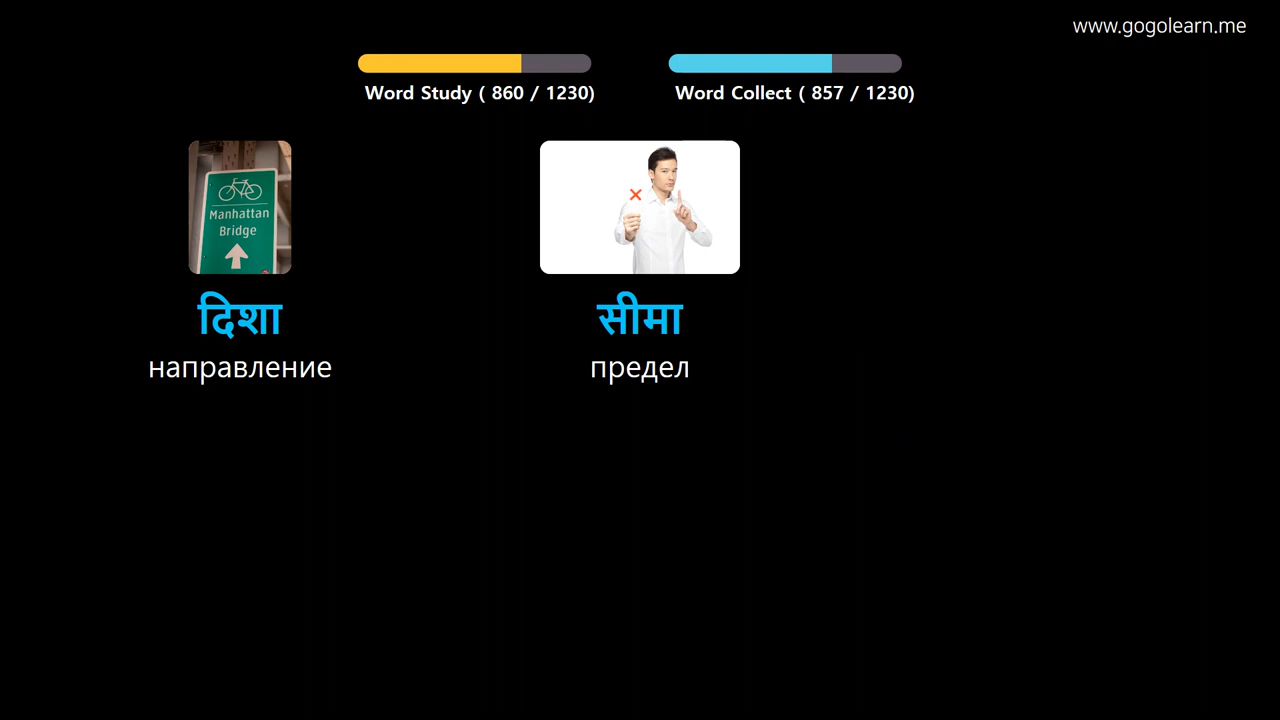 www.gogolearn.me
Word Study ( 860 / 1230)
Word Collect ( 857 / 1230)
Manhattan
Bridge
दिशा
सीमा
направление
предел